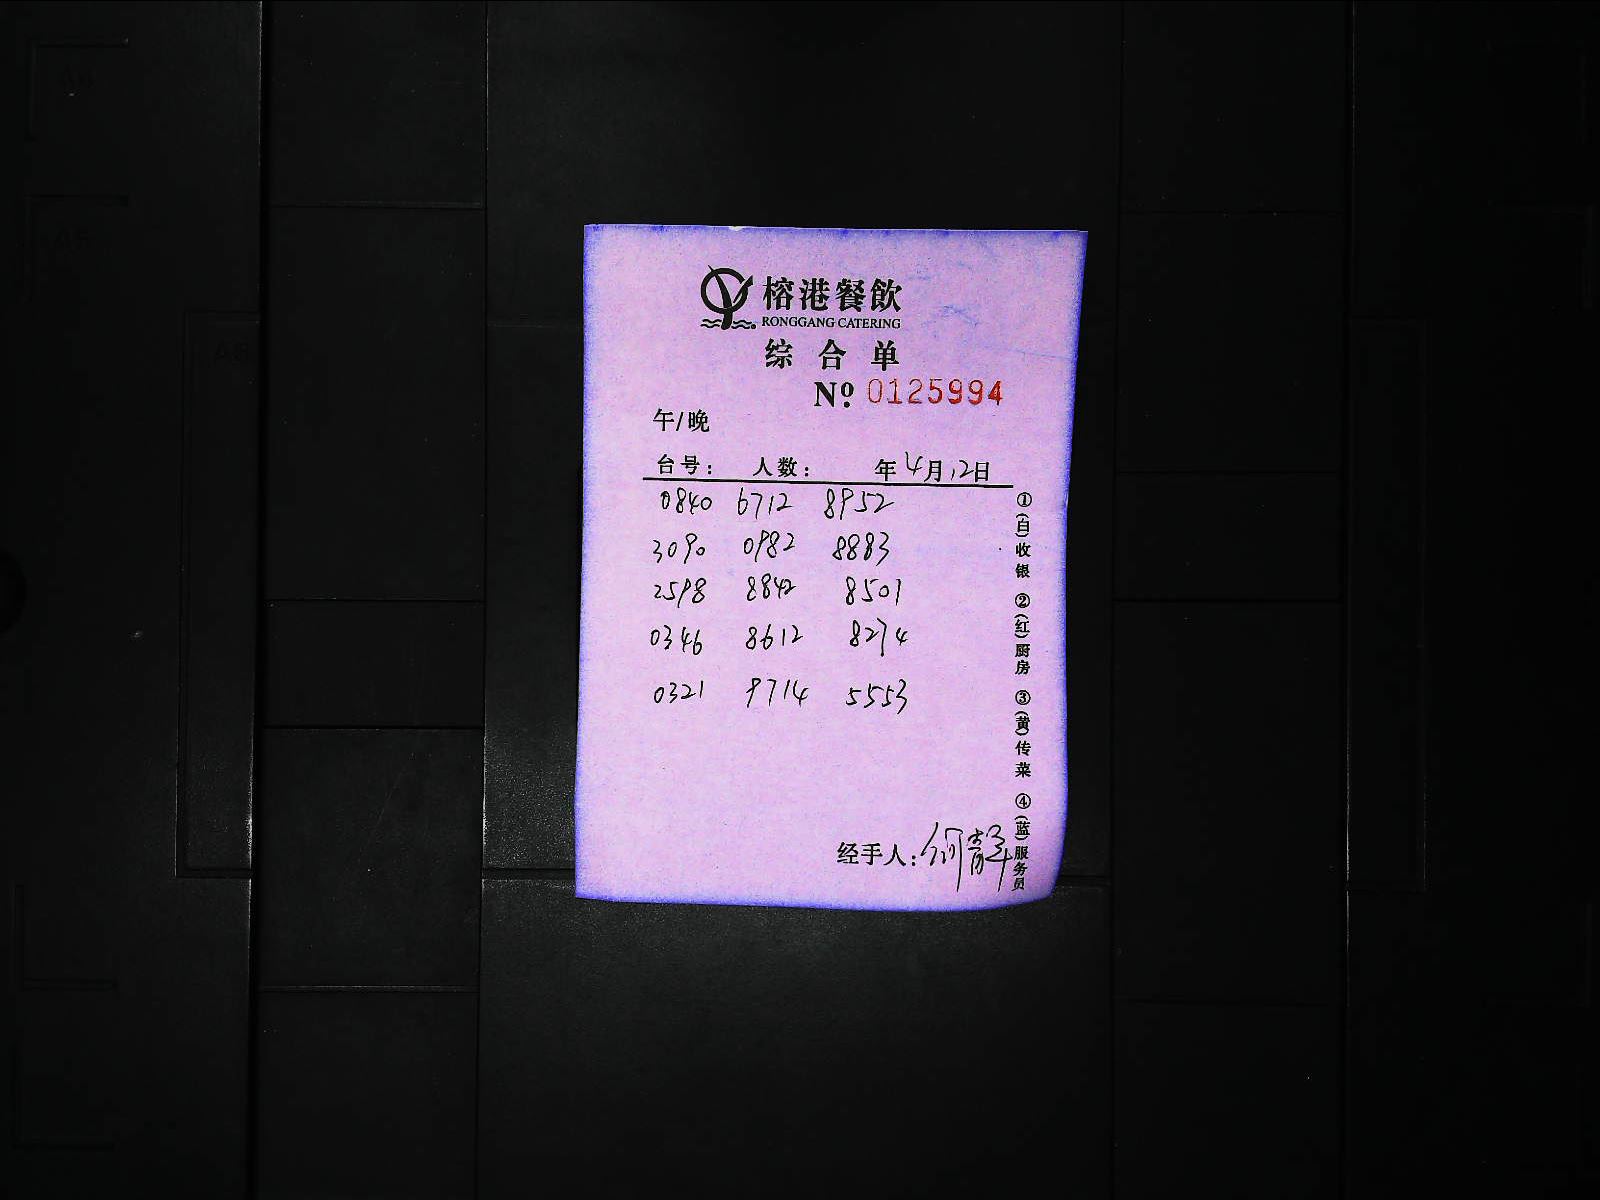 榕港餐飲
RONGGANG CATERING
综合单
Nº 0125994
午/晚
台号： 人数： 年4月12日
0840 6712 8952
3090 0982 8883
2598 8842 8501
0346 8612 8274
0321 9714 5553
经手人：何静
①(白)收银 ②(红)厨房 ③(黄)传菜 ④(蓝)服务员